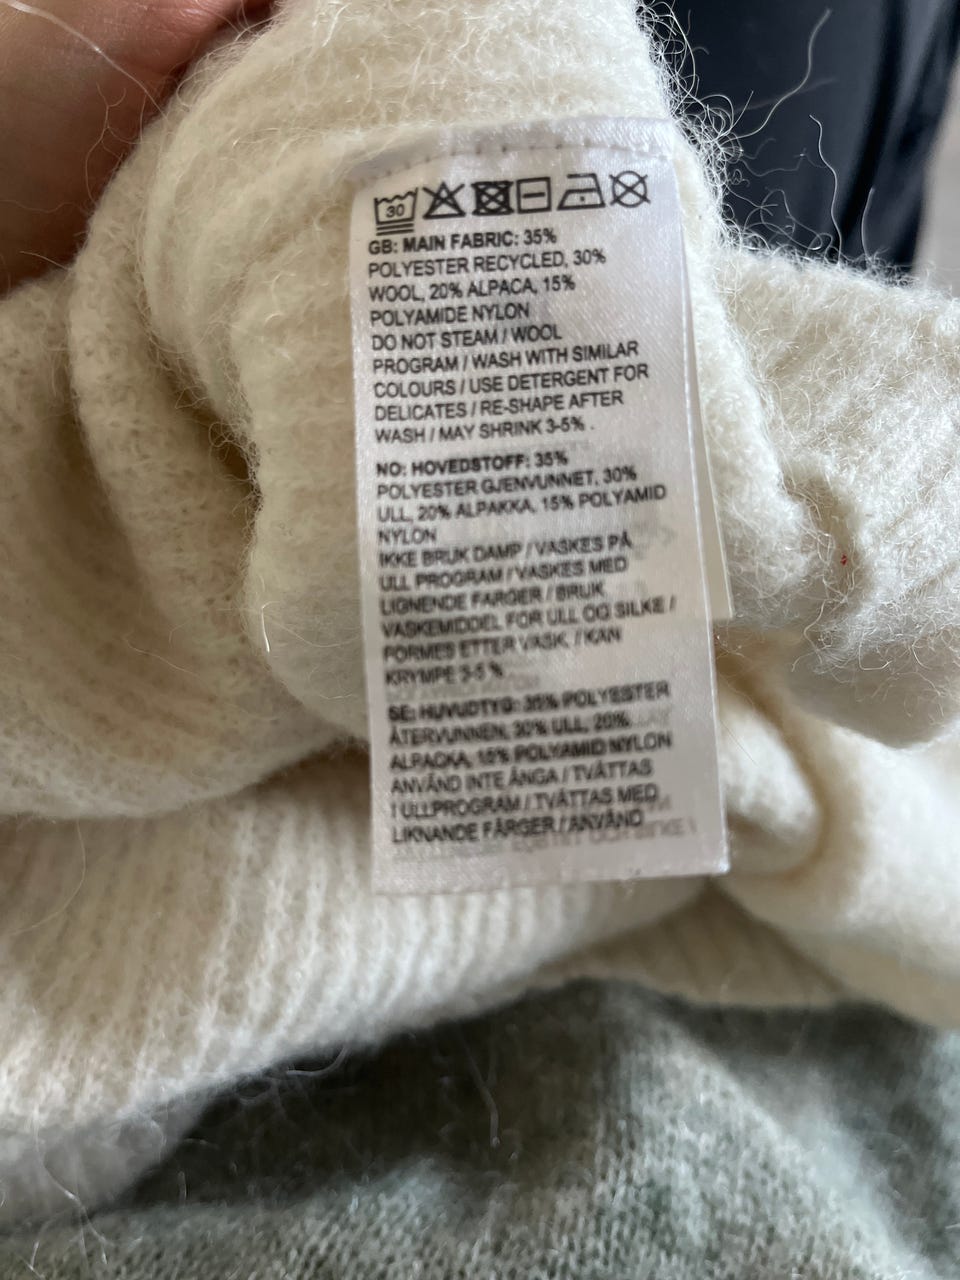 30
GB: MAIN FABRIC: 35%
POLYESTER RECYCLED, 30%
WOOL, 20% ALPACA, 15%
POLYAMIDE NYLON
DO NOT STEAM / WOOL
PROGRAM / WASH WITH SIMILAR
COLOURS / USE DETERGENT FOR
DELICATES / RE-SHAPE AFTER
WASH / MAY SHRINK 3-5% .
NO: HOVEDSTOFF: 35%
POLYESTER GJENVUNNET, 30%
ULL, 20% ALPAKKA, 15% POLYAMID
NYLON
IKKE BRUK DAMP / VASKES PÅ
ULL PROGRAM / VASKES MED
LIGNENDE FARGER / BRUK
VASKEMIDDEL FOR ULL OG SILKE /
FORMES ETTER VASK. / KAN
KRYMPE 3-5 %
SE: HUVUDTYG: 35% POLYESTER
ÅTERVUNNEN, 30% ULL, 20%
ALPACKA, 15% POLYAMID NYLON
ANVÄND INTE ÅNGA / TVÄTTAS
I ULLPROGRAM / TVÄTTAS MED
LIKNANDE FÄRGER / ANVÄND